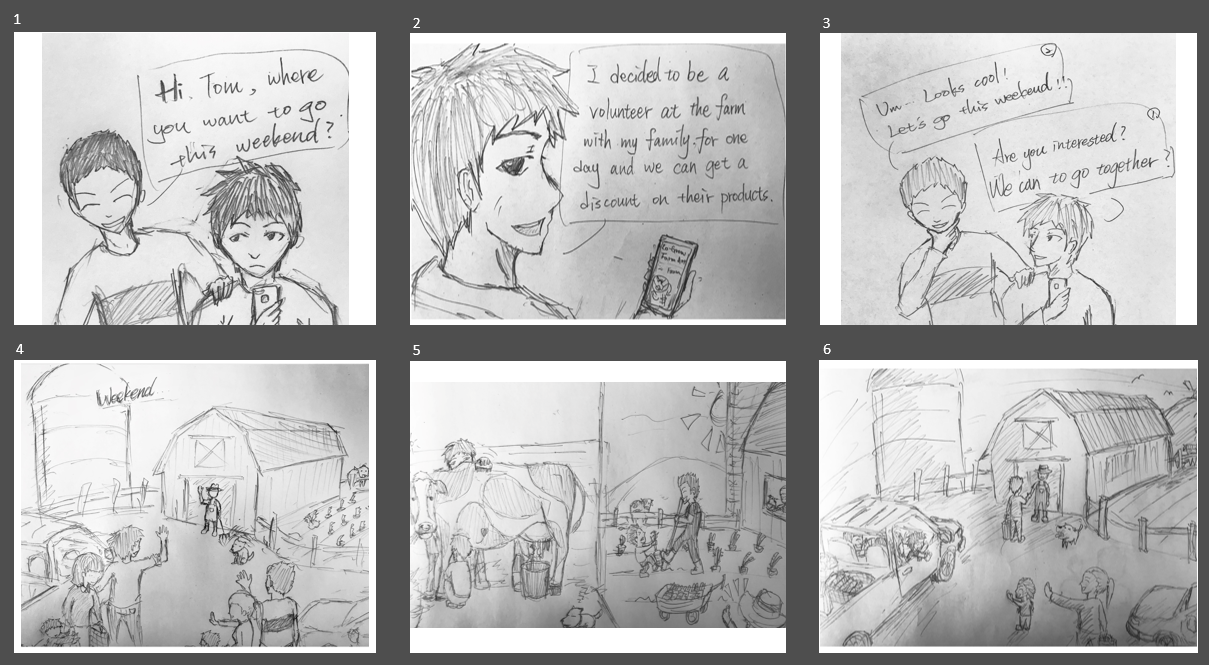 1
Hi. Tom, where
you want to go
this weekend?
2
I decided to be a
volunteer at the farm
with my family for one
day and we can get a
discount on their products.
3
②
Um... Looks cool!
Let's go this weekend!!
①
Are you interested?
We can to go together?
4
Weekend
5
6